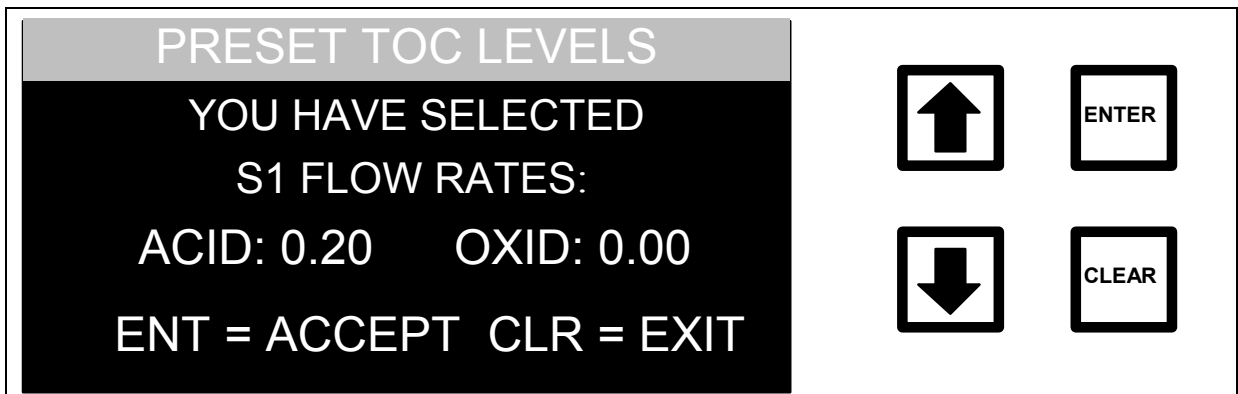 PRESET TOC LEVELS
YOU HAVE SELECTED
S1 FLOW RATES:
ACID: 0.20 OXID: 0.00
ENT = ACCEPT CLR = EXIT
ENTER
CLEAR